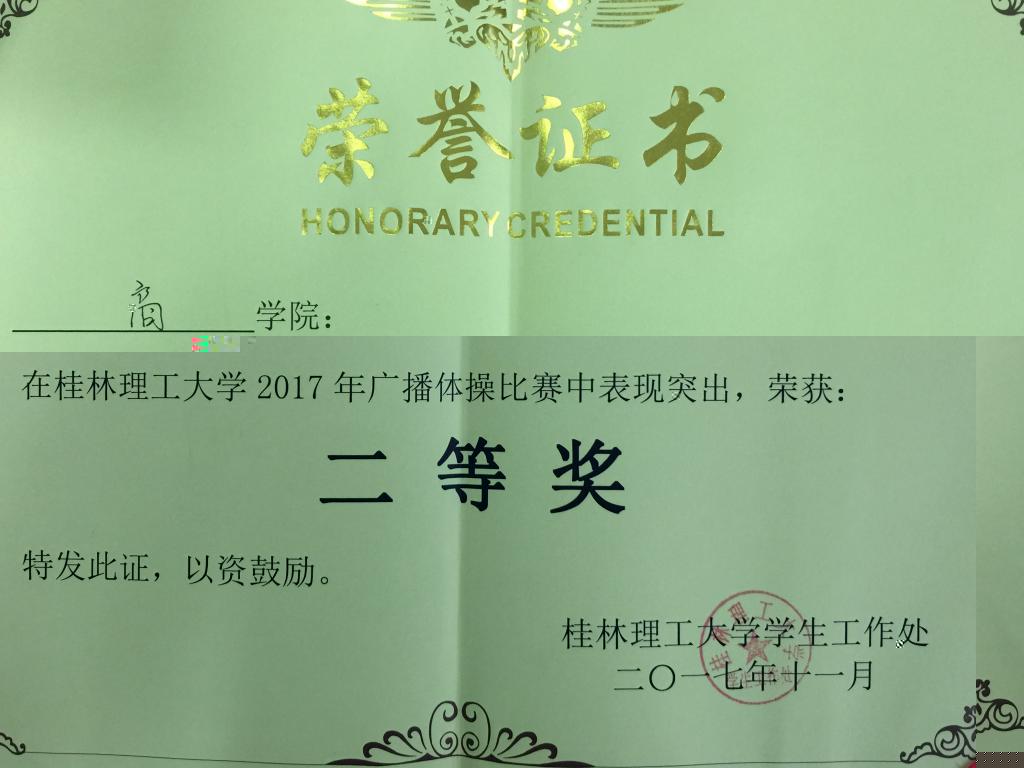 荣誉证书
HONORARY CREDENTIAL
商 学院：
在桂林理工大学2017年广播体操比赛中表现突出，荣获：
二等奖
特发此证，以资鼓励。
桂林理工大学学生工作处
二〇一七年十一月